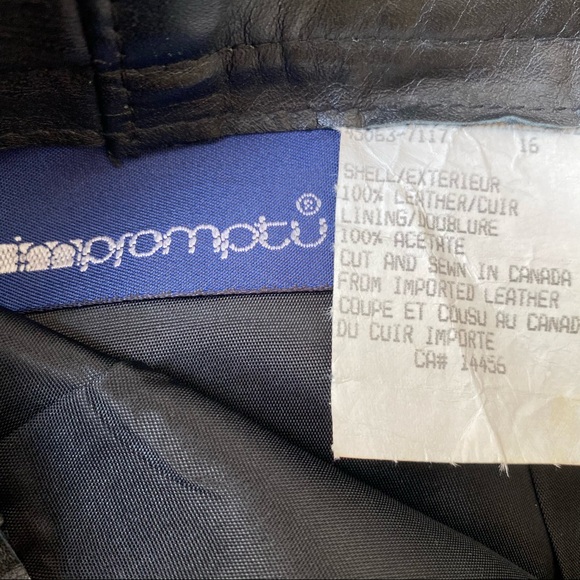 impromptu®
16
SHELL/EXTERIEUR
100% LEATHER/CUIR
LINING/DOUBLURE
100% ACETATE
CUT AND SEWN IN CANADA
FROM IMPORTED LEATHER
COUPE ET COUSU AU CANAD
DU CUIR IMPORTE
CA# 14456